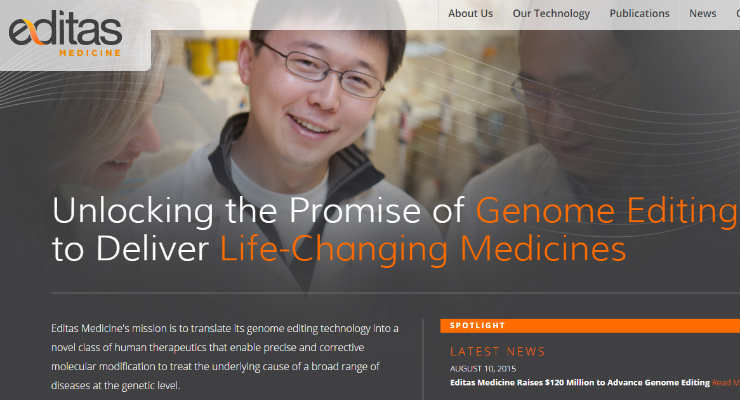 editas
MEDICINE
About Us Our Technology Publications News
Unlocking the Promise of Genome Editing
to Deliver Life-Changing Medicines
Editas Medicine's mission is to translate its genome editing technology into a
novel class of human therapeutics that enable precise and corrective
molecular modification to treat the underlying cause of a broad range of
diseases at the genetic level.
SPOTLIGHT
LATEST NEWS
AUGUST 10, 2015
Editas Medicine Raises $120 Million to Advance Genome Editing Read